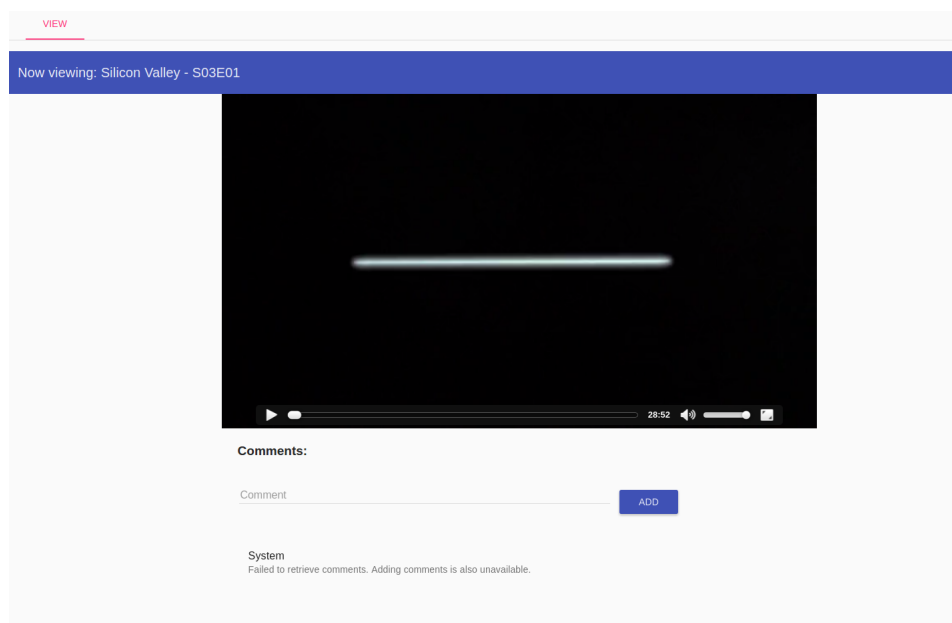 VIEW
Now viewing: Silicon Valley - S03E01
28:52
Comments:
Comment
ADD
System
Failed to retrieve comments. Adding comments is also unavailable.